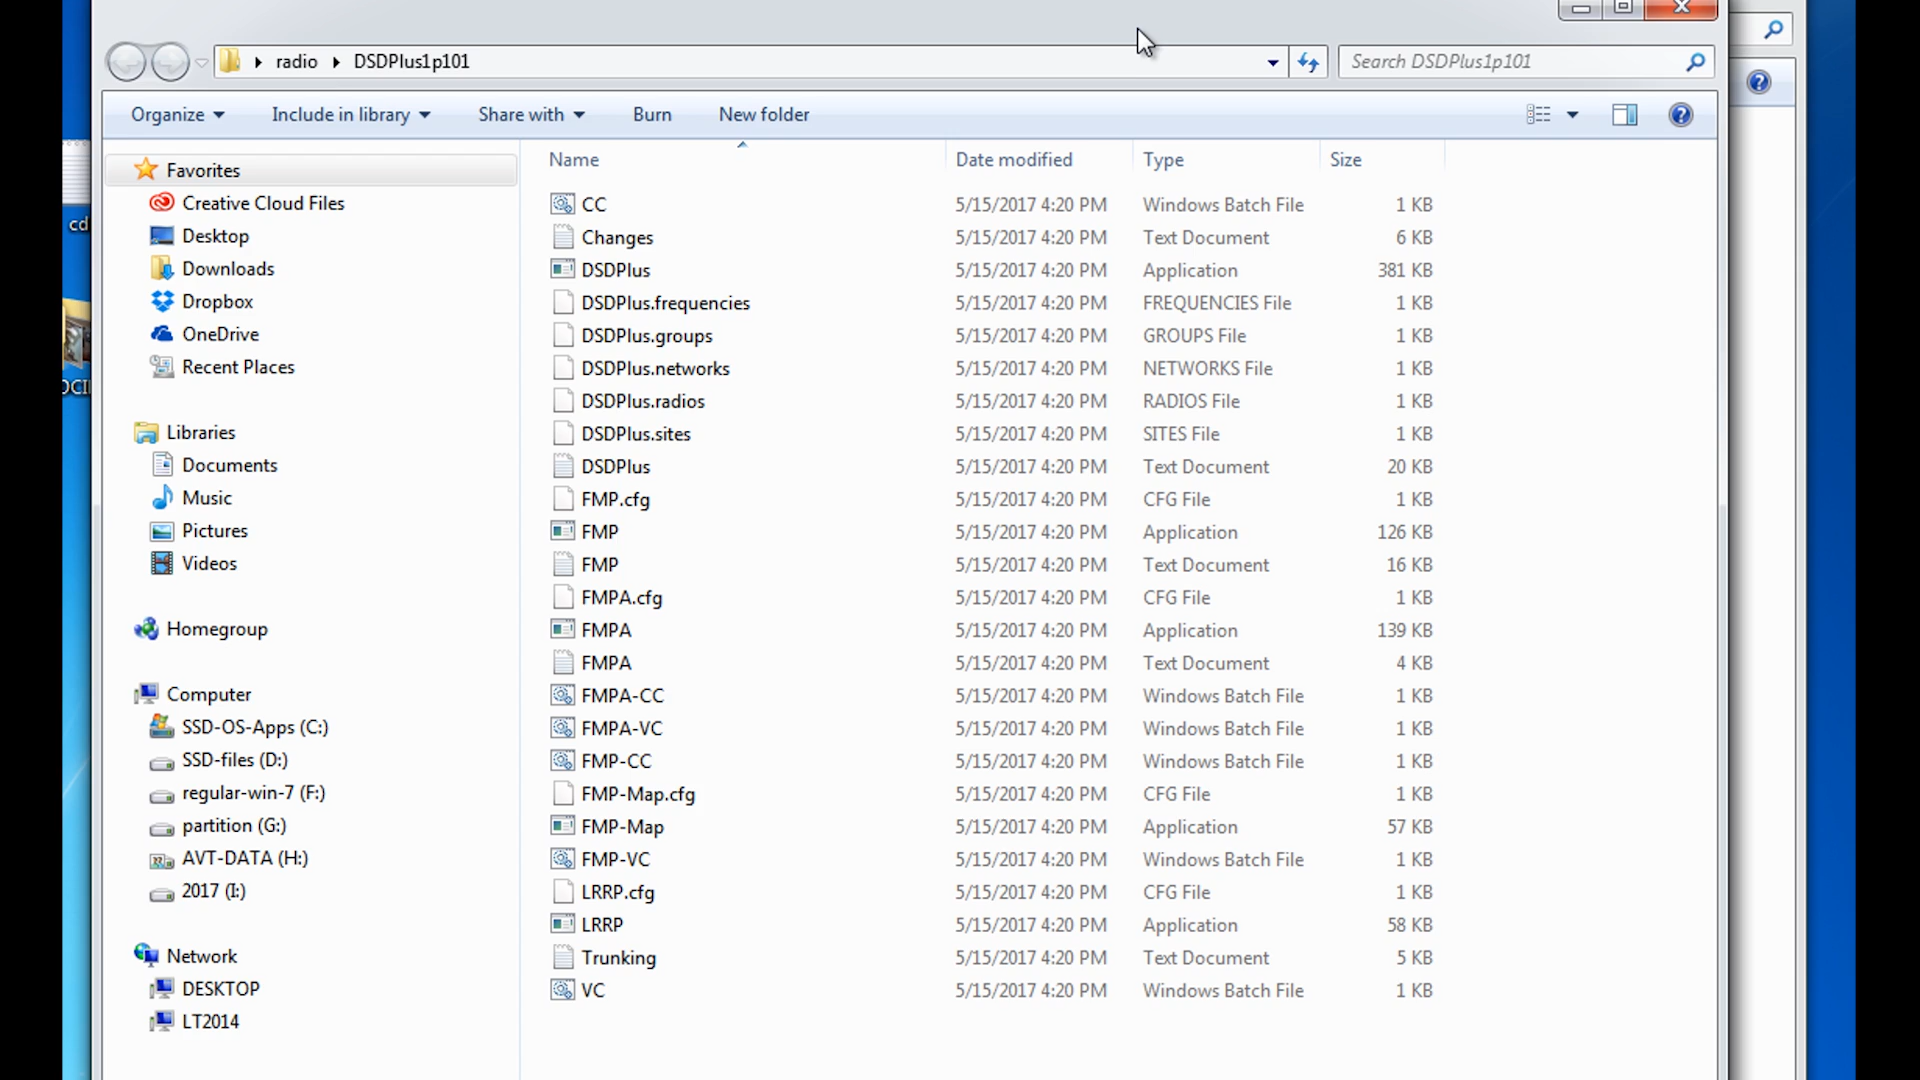 radio DSDPlus1p101 Search DSDPlus1p101
Organize Include in library Share with Burn New folder
Name Date modified Type Size
Favorites
Creative Cloud Files
Desktop
Downloads
Dropbox
OneDrive
Recent Places
Libraries
Documents
Music
Pictures
Videos
Homegroup
Computer
SSD-OS-Apps (C:)
SSD-files (D:)
regular-win-7 (F:)
partition (G:)
AVT-DATA (H:)
2017 (I:)
Network
DESKTOP
LT2014
CC 5/15/2017 4:20 PM Windows Batch File 1 KB
Changes 5/15/2017 4:20 PM Text Document 6 KB
DSDPlus 5/15/2017 4:20 PM Application 381 KB
DSDPlus.frequencies 5/15/2017 4:20 PM FREQUENCIES File 1 KB
DSDPlus.groups 5/15/2017 4:20 PM GROUPS File 1 KB
DSDPlus.networks 5/15/2017 4:20 PM NETWORKS File 1 KB
DSDPlus.radios 5/15/2017 4:20 PM RADIOS File 1 KB
DSDPlus.sites 5/15/2017 4:20 PM SITES File 1 KB
DSDPlus 5/15/2017 4:20 PM Text Document 20 KB
FMP.cfg 5/15/2017 4:20 PM CFG File 1 KB
FMP 5/15/2017 4:20 PM Application 126 KB
FMP 5/15/2017 4:20 PM Text Document 16 KB
FMPA.cfg 5/15/2017 4:20 PM CFG File 1 KB
FMPA 5/15/2017 4:20 PM Application 139 KB
FMPA 5/15/2017 4:20 PM Text Document 4 KB
FMPA-CC 5/15/2017 4:20 PM Windows Batch File 1 KB
FMPA-VC 5/15/2017 4:20 PM Windows Batch File 1 KB
FMP-CC 5/15/2017 4:20 PM Windows Batch File 1 KB
FMP-Map.cfg 5/15/2017 4:20 PM CFG File 1 KB
FMP-Map 5/15/2017 4:20 PM Application 57 KB
FMP-VC 5/15/2017 4:20 PM Windows Batch File 1 KB
LRRP.cfg 5/15/2017 4:20 PM CFG File 1 KB
LRRP 5/15/2017 4:20 PM Application 58 KB
Trunking 5/15/2017 4:20 PM Text Document 5 KB
VC 5/15/2017 4:20 PM Windows Batch File 1 KB
cd